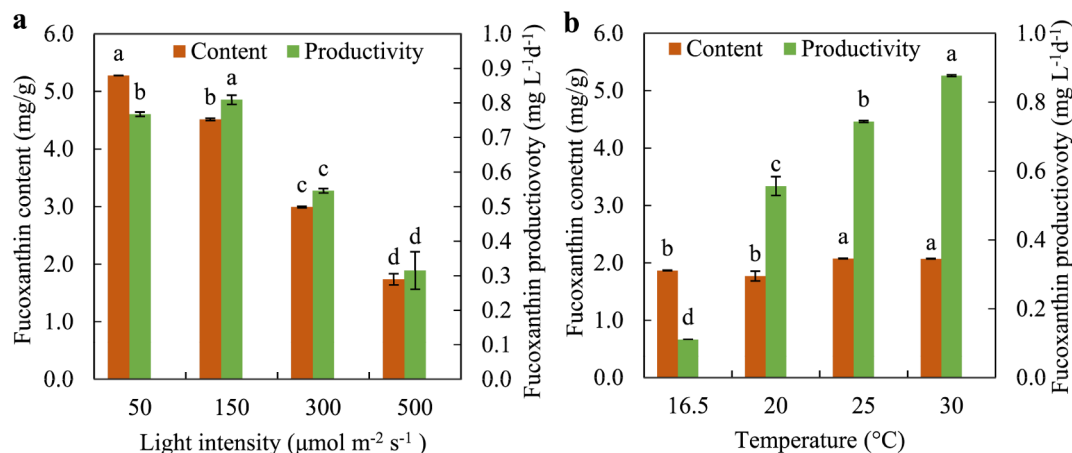 a
Content
Productivity
Fucoxanthin content (mg/g)
6.0
5.0
4.0
3.0
2.0
1.0
0.0
a
b
b
a
c
c
d
d
1.0
0.9
0.8
0.7
0.6
0.5
0.4
0.3
0.2
0.1
0.0
Fucoxanthin productiovoty (mg L⁻¹d⁻¹)
50 150 300 500
Light intensity (µmol m⁻² s⁻¹ )
b
Content
Productivity
Fucoxanthin conetnt (mg/g)
6.0
5.0
4.0
3.0
2.0
1.0
0.0
b
d
b
c
a
b
a
a
1.0
0.8
0.6
0.4
0.2
0.0
Fucoxanthin productiovoty (mg L⁻¹d⁻¹)
16.5 20 25 30
Temperature (°C)